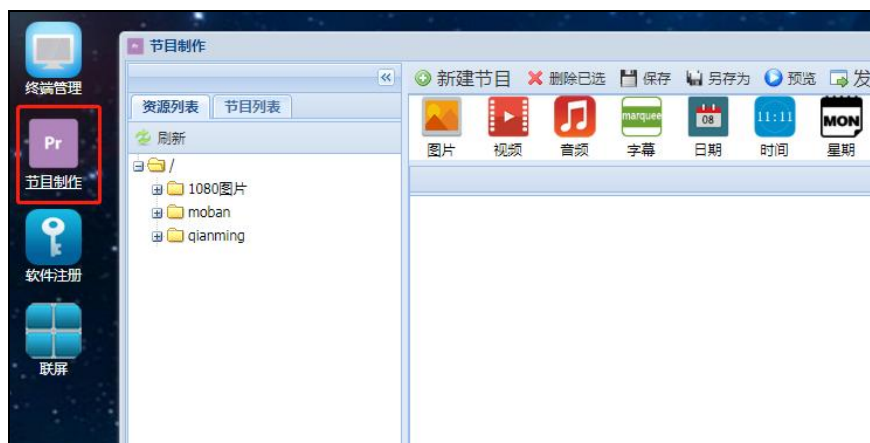 终端管理
Pr
节目制作
软件注册
联屏
节目制作
资源列表 节目列表
刷新
/
1080图片
moban
qianming
新建节目 删除已选 保存 另存为 预览 发
marquee 08 11:11 MON
图片 视频 音频 字幕 日期 时间 星期